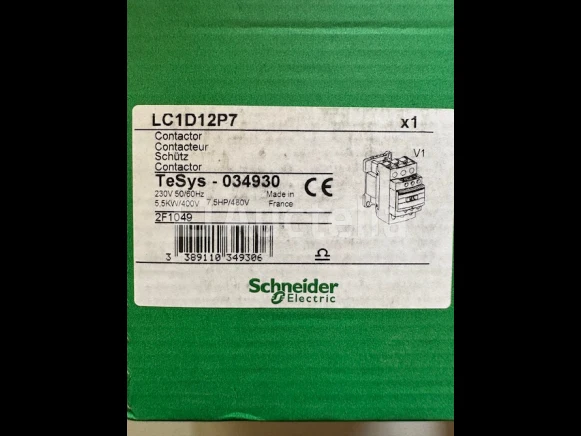 LC1D12P7 x1
Contactor
Contacteur
Schütz
Contactor
V1
TeSys - 034930
230V 50/60Hz
5,5KW/400V 7,5HP/480V
Made in
France
CE
2F1049
3 389110 349306
Schneider
Electric